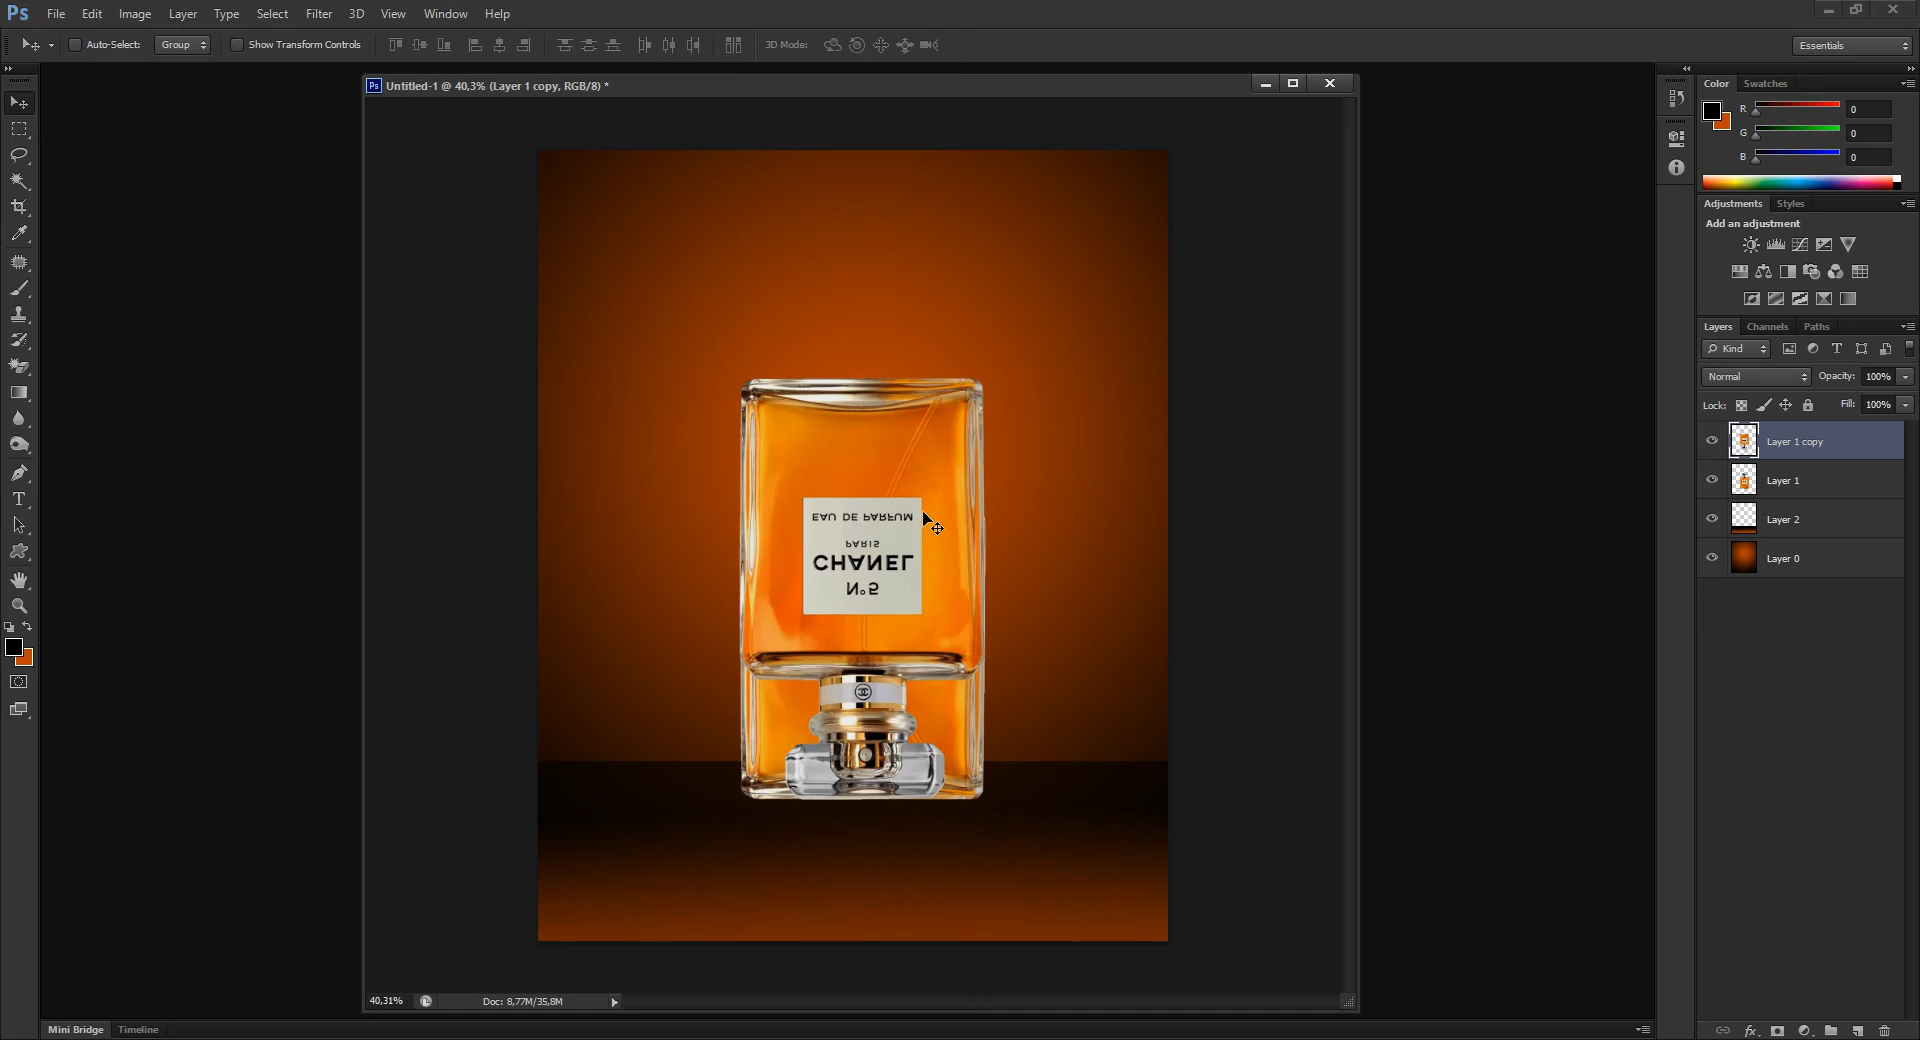 Ps File Edit Image Layer Type Select Filter 3D View Window Help
Auto-Select: Group Show Transform Controls 3D Mode: Essentials
Ps Untitled-1 @ 40,3% (Layer 1 copy, RGB/8) *
Color Swatches
R 0
G 0
B 0
Adjustments Styles
Add an adjustment
Layers Channels Paths
Kind
Normal Opacity: 100%
Lock: Fill: 100%
Layer 1 copy
Layer 1
Layer 2
Layer 0
EAU DE PARFUM
PARIS
CHANEL
N°5
40,31% Doc: 8,77M/35,8M
Mini Bridge Timeline